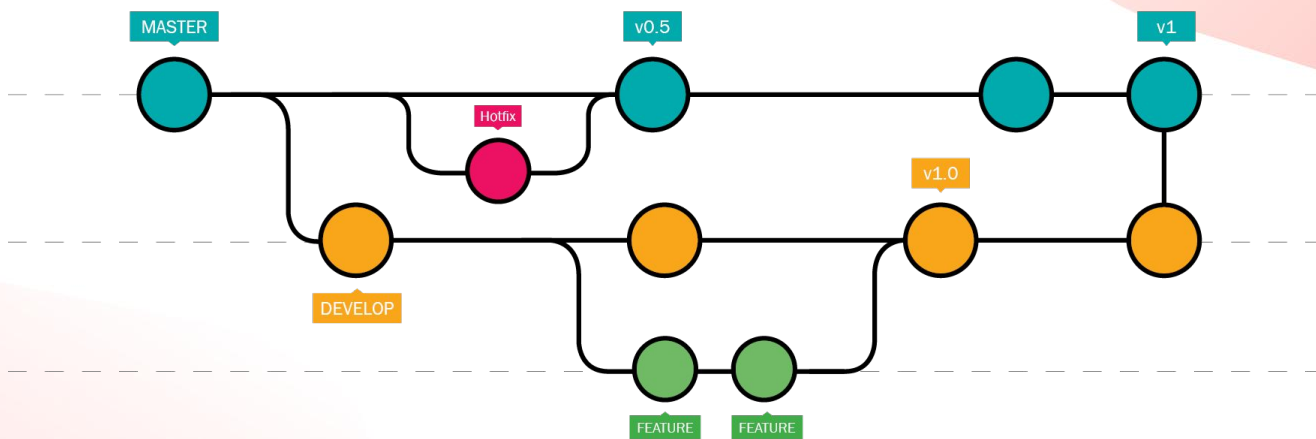 MASTER
v0.5
v1
Hotfix
v1.0
DEVELOP
FEATURE
FEATURE